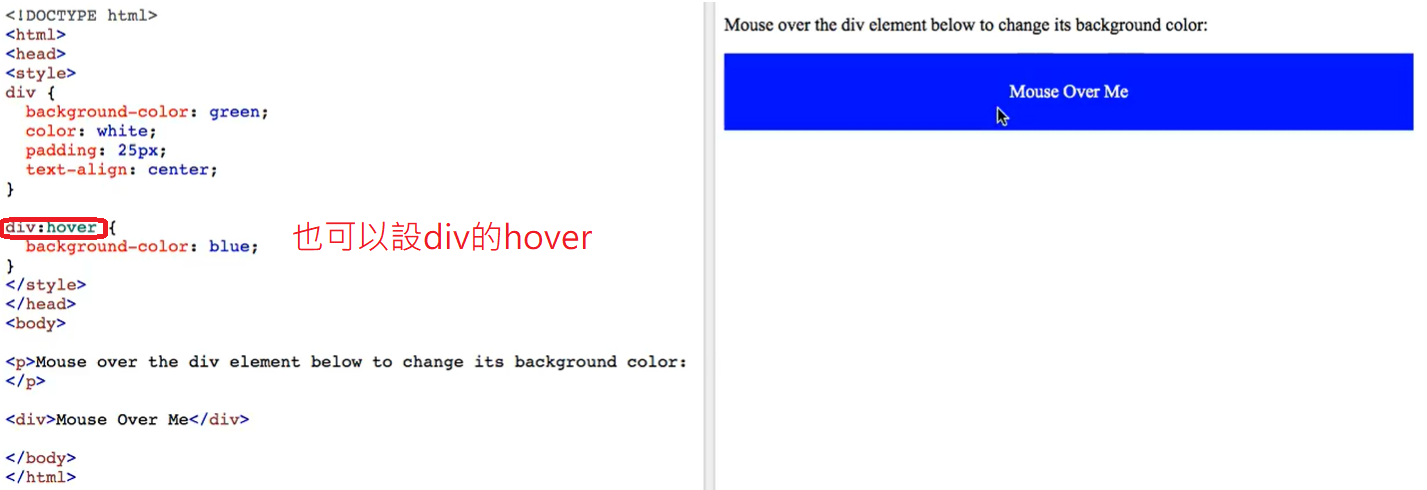 <!DOCTYPE html>
<html>
<head>
<style>
div {
  background-color: green;
  color: white;
  padding: 25px;
  text-align: center;
}
div:hover {
  background-color: blue;
}
</style>
</head>
<body>
<p>Mouse over the div element below to change its background color:
</p>
<div>Mouse Over Me</div>
</body>
</html>
也可以設div的hover
Mouse over the div element below to change its background color:
Mouse Over Me